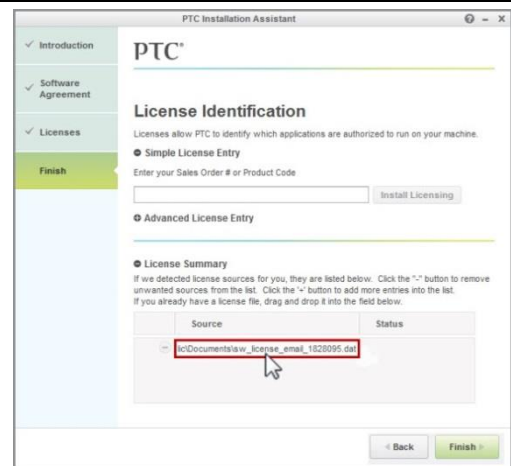 PTC Installation Assistant
Introduction
Software
Agreement
Licenses
Finish
PTC®
License Identification
Licenses allow PTC to identify which applications are authorized to run on your machine.
Simple License Entry
Enter your Sales Order # or Product Code
Install Licensing
Advanced License Entry
License Summary
If we detected license sources for you, they are listed below. Click the "-" button to remove
unwanted sources from the list. Click the '+' button to add more entries into the list.
If you already have a license file, drag and drop it into the field below.
Source Status
lic\Documents\sw_license_email_1828095.dat
Back Finish